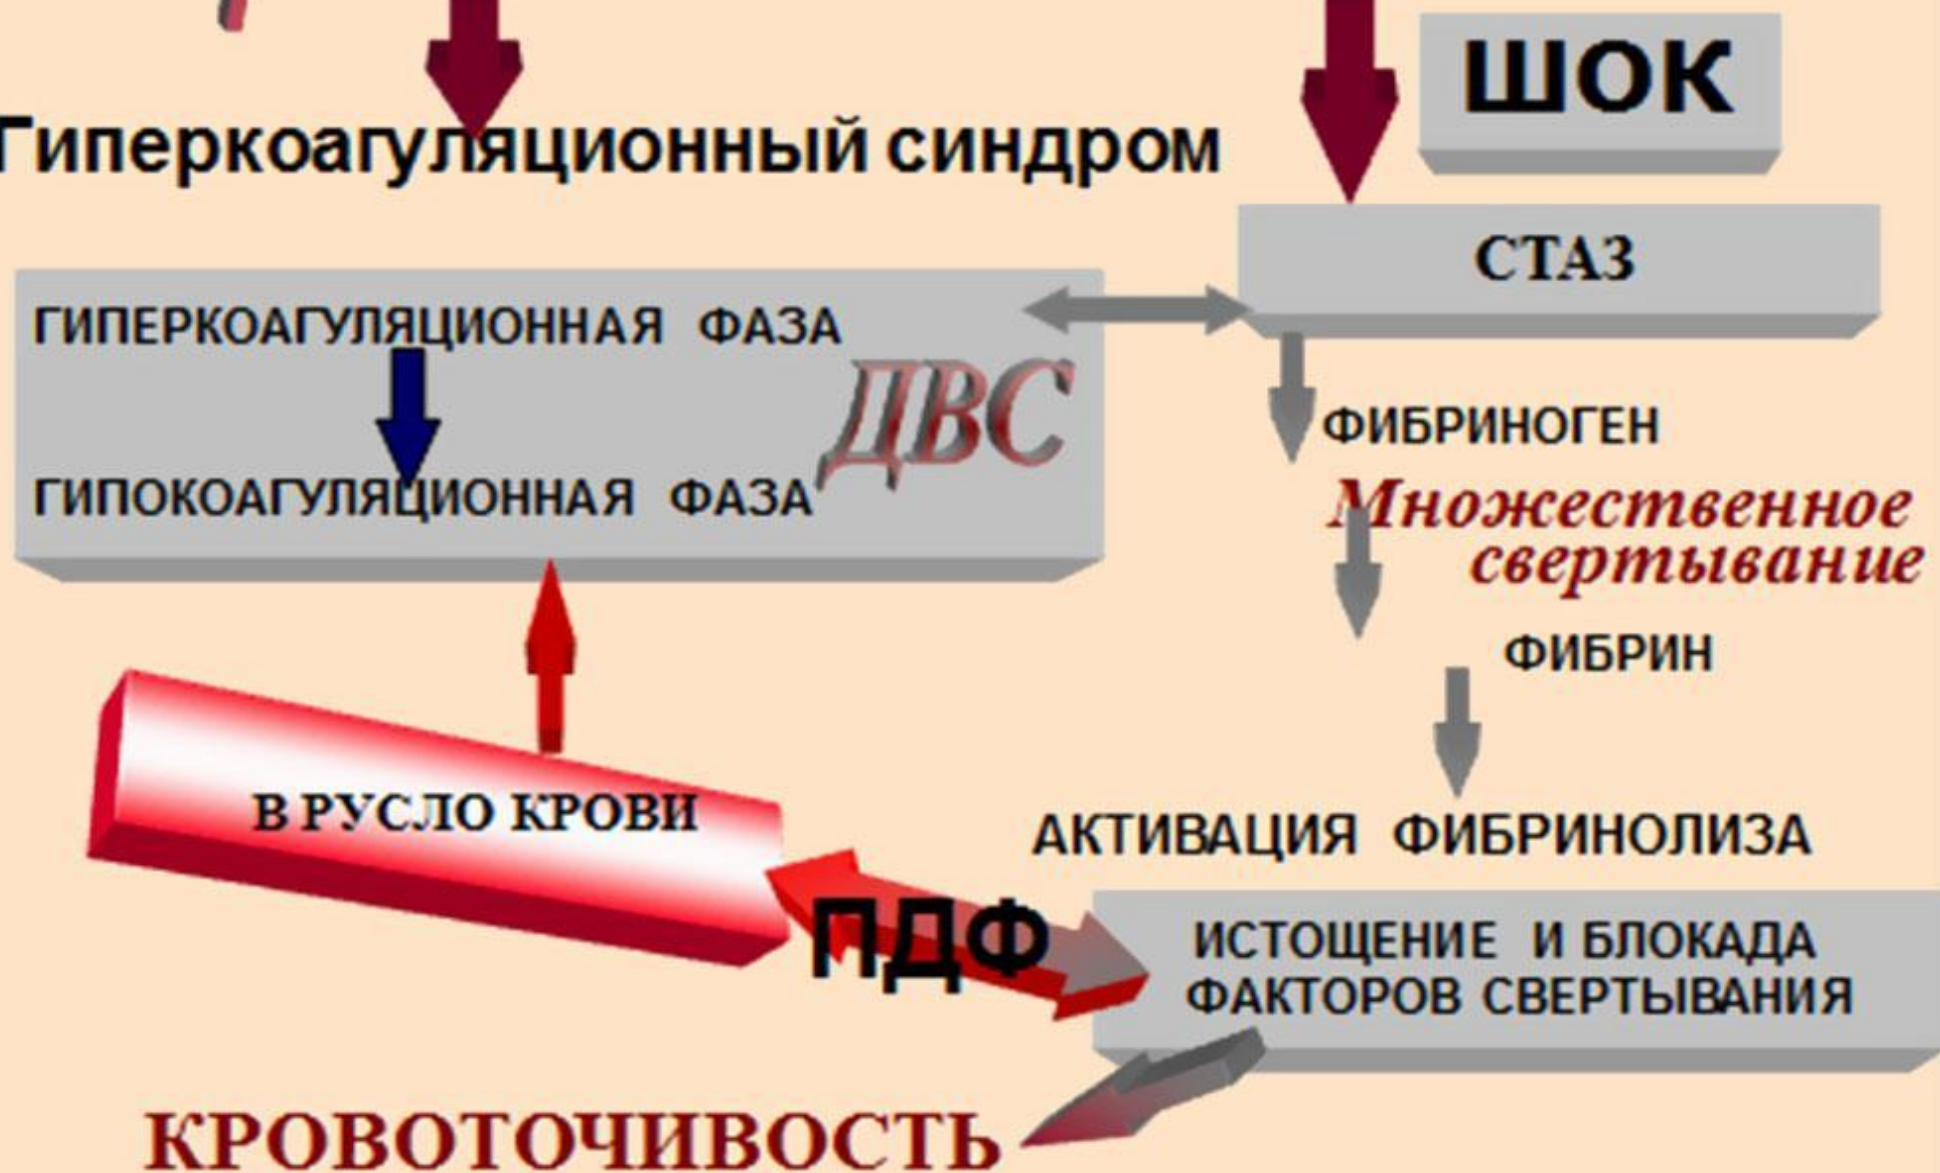 ШОК
Гиперкоагуляционный синдром
СТАЗ
ГИПЕРКОАГУЛЯЦИОННАЯ ФАЗА
ДВС
ГИПОКОАГУЛЯЦИОННАЯ ФАЗА
ФИБРИНОГЕН
Множественное
свертывание
ФИБРИН
В РУСЛО КРОВИ
АКТИВАЦИЯ ФИБРИНОЛИЗА
ПДФ
ИСТОЩЕНИЕ И БЛОКАДА
ФАКТОРОВ СВЕРТЫВАНИЯ
КРОВОТОЧИВОСТЬ